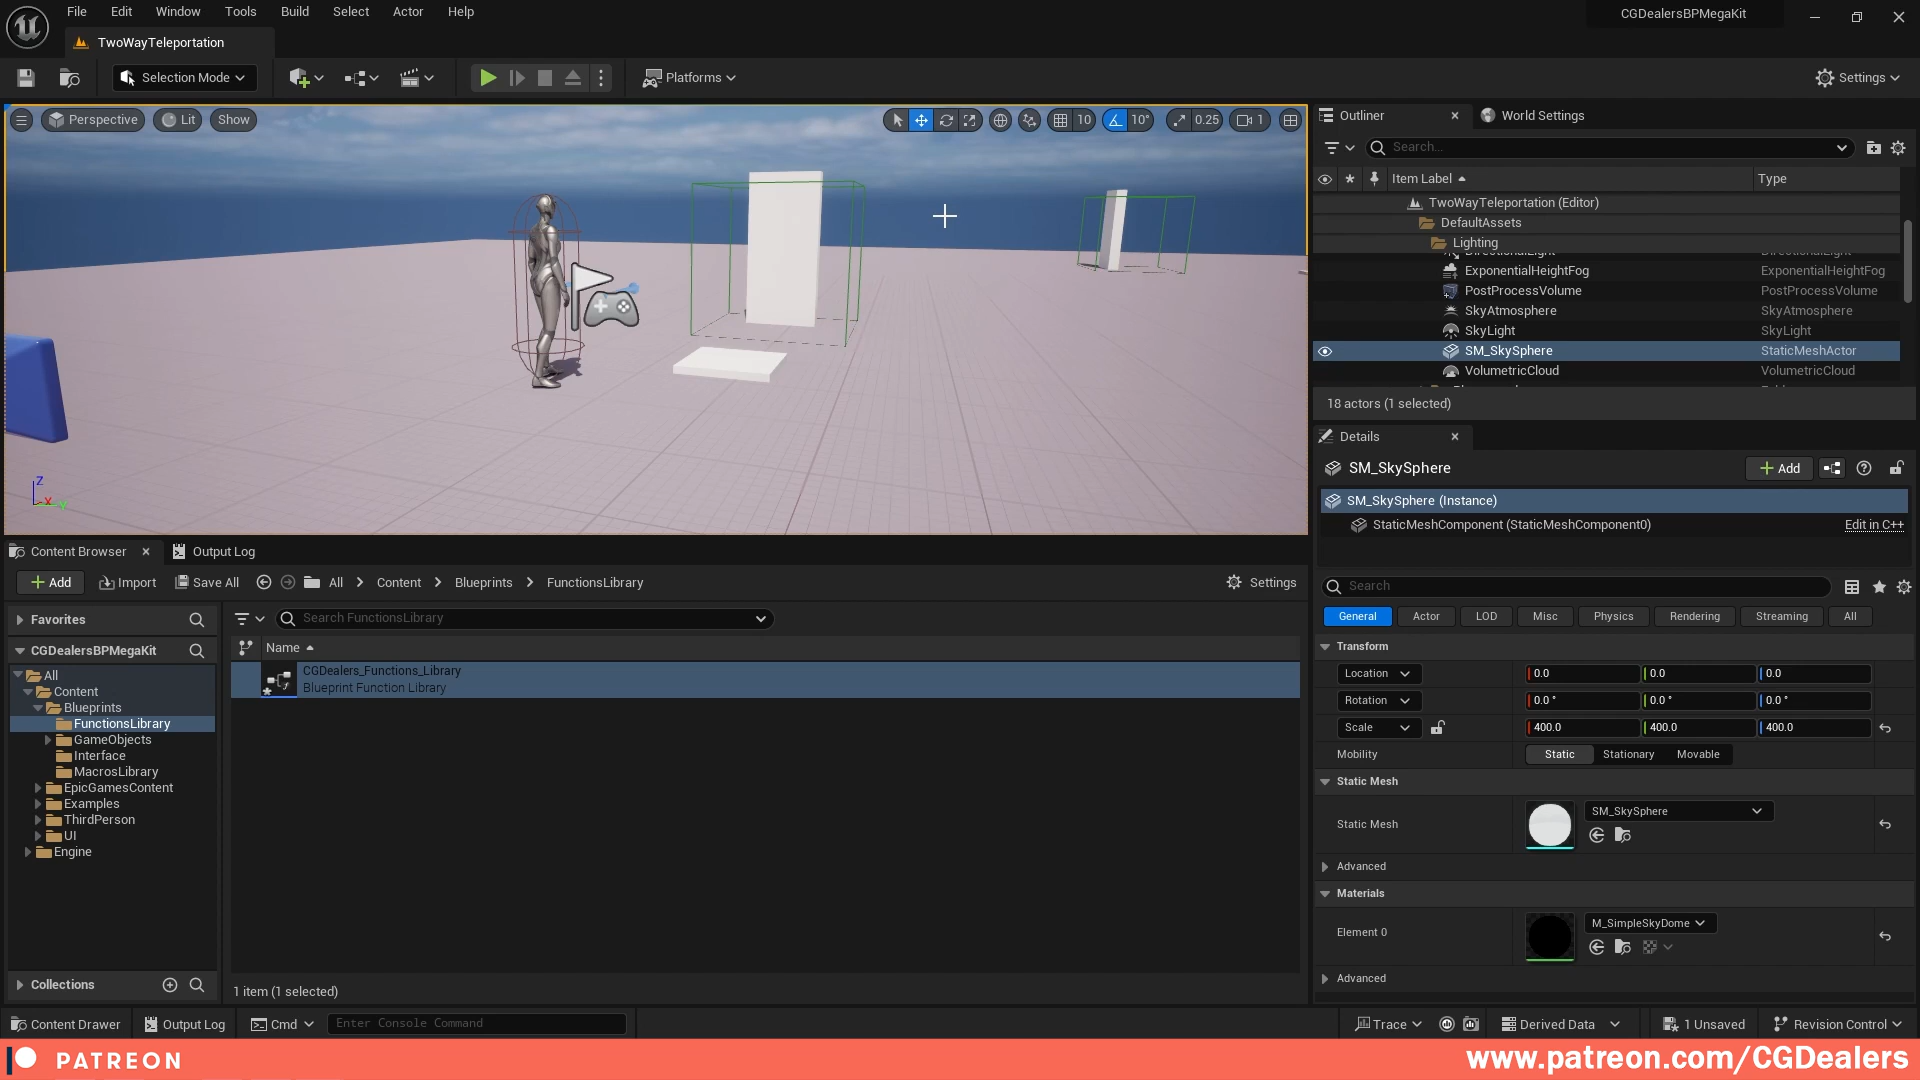 File Edit Window Tools Build Select Actor Help
CGDealersBPMegaKit
TwoWayTeleportation
Selection Mode
Platforms
Settings
Perspective
Lit
Show
10
10°
0.25
1
Z
X
Y
Outliner
World Settings
Search...
Item Label
Type
TwoWayTeleportation (Editor)
DefaultAssets
Lighting
DirectionalLight DirectionalLight
ExponentialHeightFog ExponentialHeightFog
PostProcessVolume PostProcessVolume
SkyAtmosphere SkyAtmosphere
SkyLight SkyLight
SM_SkySphere StaticMeshActor
VolumetricCloud VolumetricCloud
18 actors (1 selected)
Details
SM_SkySphere
Add
SM_SkySphere (Instance)
StaticMeshComponent (StaticMeshComponent0)
Edit in C++
Search
General Actor LOD Misc Physics Rendering Streaming All
Transform
Location 0.0 0.0 0.0
Rotation 0.0 ° 0.0 ° 0.0 °
Scale 400.0 400.0 400.0
Mobility Static Stationary Movable
Static Mesh
Static Mesh SM_SkySphere
Advanced
Materials
Element 0 M_SimpleSkyDome
Advanced
Content Browser
Output Log
Add Import Save All All Content Blueprints FunctionsLibrary
Settings
Favorites
CGDealersBPMegaKit
All
Content
Blueprints
FunctionsLibrary
GameObjects
Interface
MacrosLibrary
EpicGamesContent
Examples
ThirdPerson
UI
Engine
Collections
Search FunctionsLibrary
Name
CGDealers_Functions_Library
Blueprint Function Library
1 item (1 selected)
Content Drawer Output Log Cmd Enter Console Command
Trace Derived Data 1 Unsaved Revision Control
PATREON
www.patreon.com/CGDealers